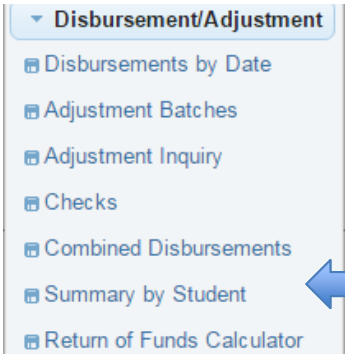 Disbursement/Adjustment
Disbursements by Date
Adjustment Batches
Adjustment Inquiry
Checks
Combined Disbursements
Summary by Student
Return of Funds Calculator